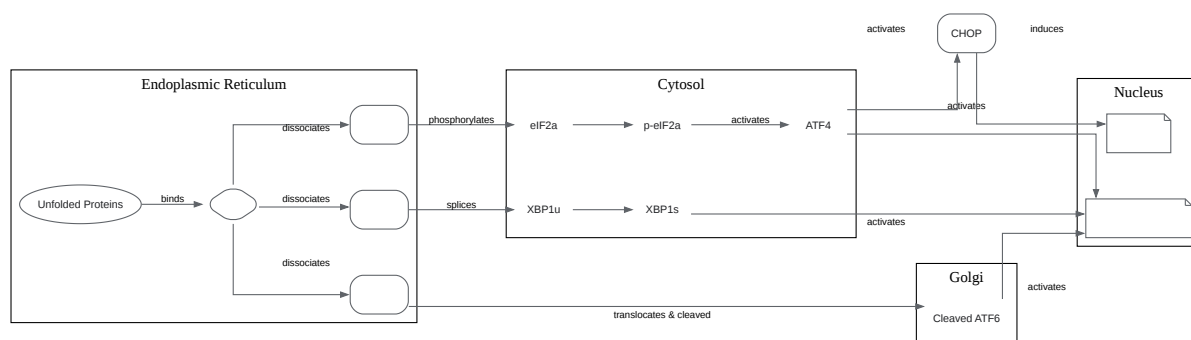 activates
CHOP
induces
Endoplasmic Reticulum
Cytosol
Nucleus
activates
dissociates
phosphorylates
eIF2a
p-eIF2a
activates
ATF4
Unfolded Proteins
binds
dissociates
splices
XBP1u
XBP1s
activates
dissociates
Golgi
activates
translocates & cleaved
Cleaved ATF6